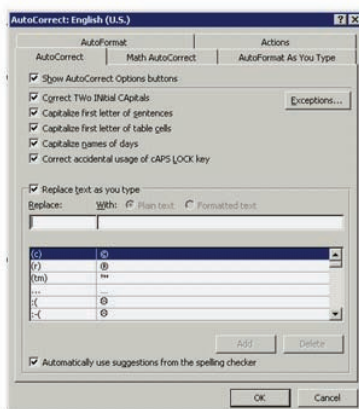 AutoCorrect: English (U.S.)
AutoFormat Actions
AutoCorrect Math AutoCorrect AutoFormat As You Type
Show AutoCorrect Options buttons
Correct TWo INitial CApitals
Exceptions...
Capitalize first letter of sentences
Capitalize first letter of table cells
Capitalize names of days
Correct accidental usage of cAPS LOCK key
Replace text as you type
Replace: With: Plain text Formatted text
(c) ©
(r) ®
(tm) ™
... …
:( ☹
:-( ☹
Add Delete
Automatically use suggestions from the spelling checker
OK Cancel